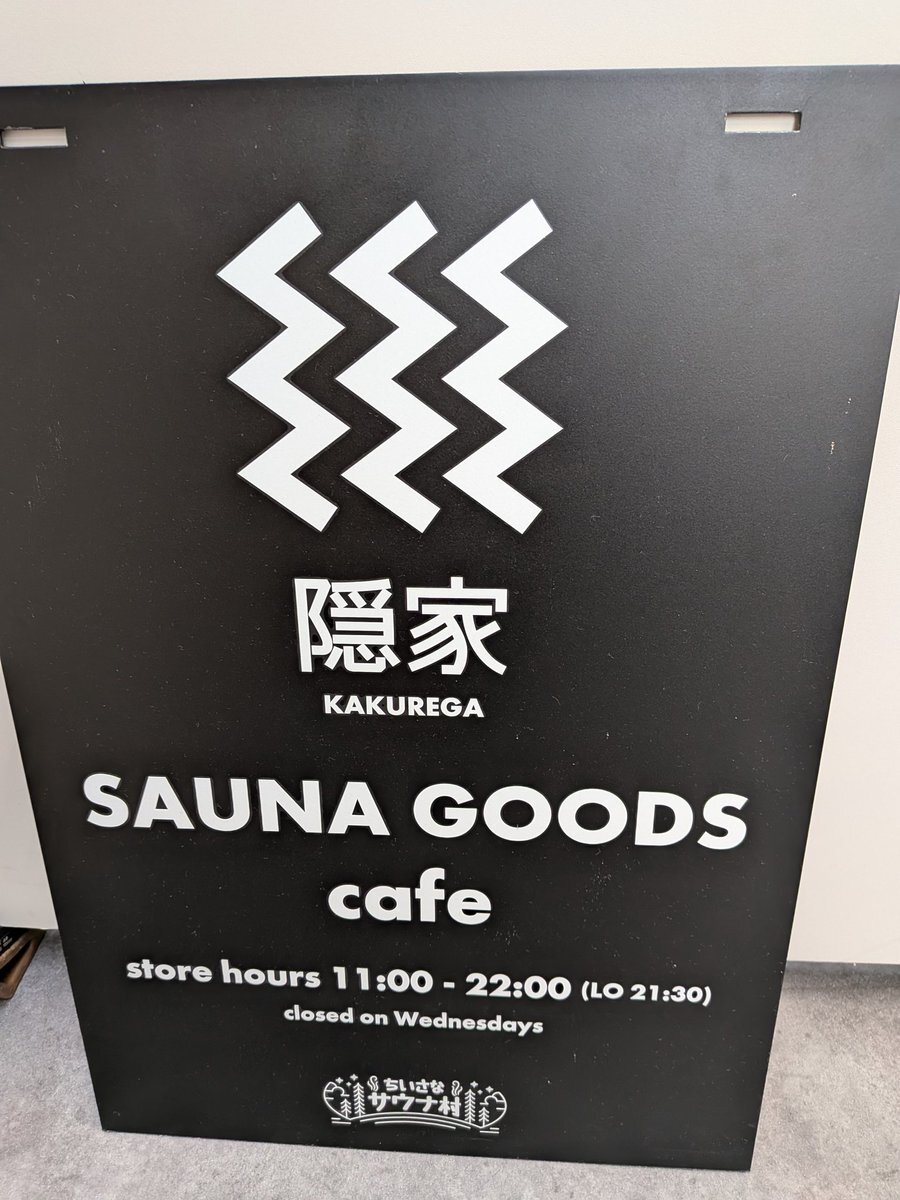 隠家
KAKUREGA
SAUNA GOODS
cafe
store hours 11:00 - 22:00 (LO 21:30)
closed on Wednesdays
ちいさな
サウナ村